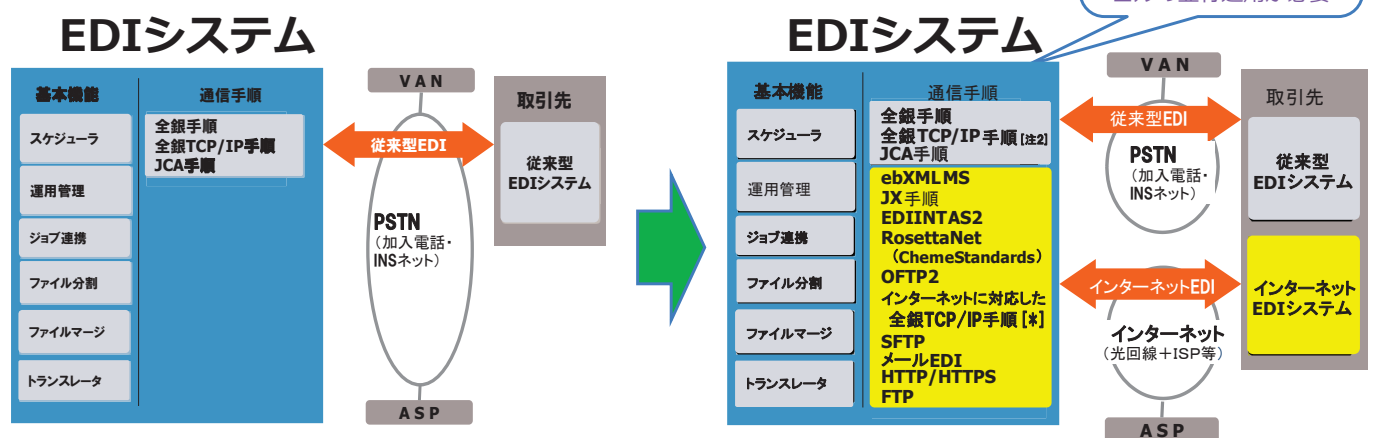 EDIシステム
基本機能
通信手順
スケジューラ
運用管理
ジョブ連携
ファイル分割
ファイルマージ
トランスレータ
全銀手順
全銀TCP/IP手順
JCA手順
従来型EDI
VAN
PSTN
(加入電話・
INSネット)
ASP
取引先
従来型
EDIシステム
EDIシステム
基本機能
通信手順
スケジューラ
運用管理
ジョブ連携
ファイル分割
ファイルマージ
トランスレータ
全銀手順
全銀TCP/IP手順[注2]
JCA手順
ebXMLMS
JX手順
EDIINTAS2
RosettaNet
(ChemeStandards)
OFTP2
インターネットに対応した
全銀TCP/IP手順[*]
SFTP
メールEDI
HTTP/HTTPS
FTP
VAN
従来型EDI
PSTN
(加入電話・
INSネット)
インターネットEDI
インターネット
(光回線+ISP等)
ASP
取引先
従来型
EDIシステム
インターネット
EDIシステム